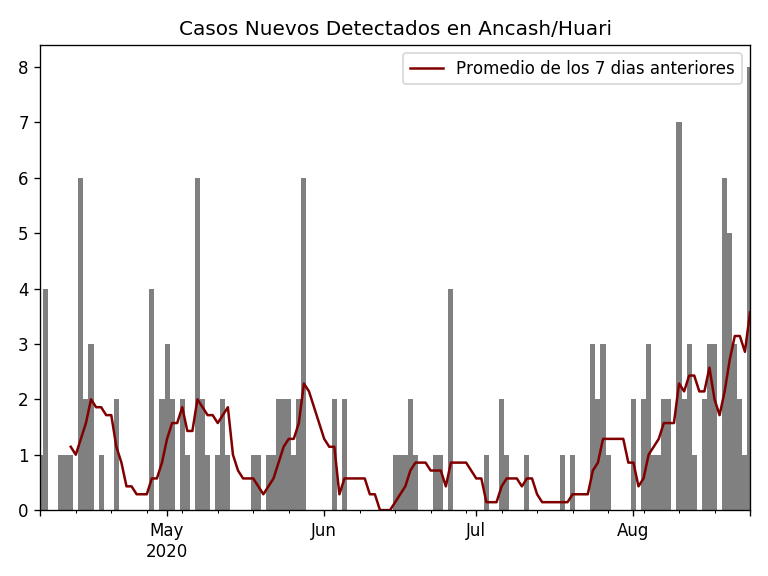 Casos Nuevos Detectados en Ancash/Huari
Promedio de los 7 dias anteriores
8
7
6
5
4
3
2
1
0
May
2020
Jun
Jul
Aug